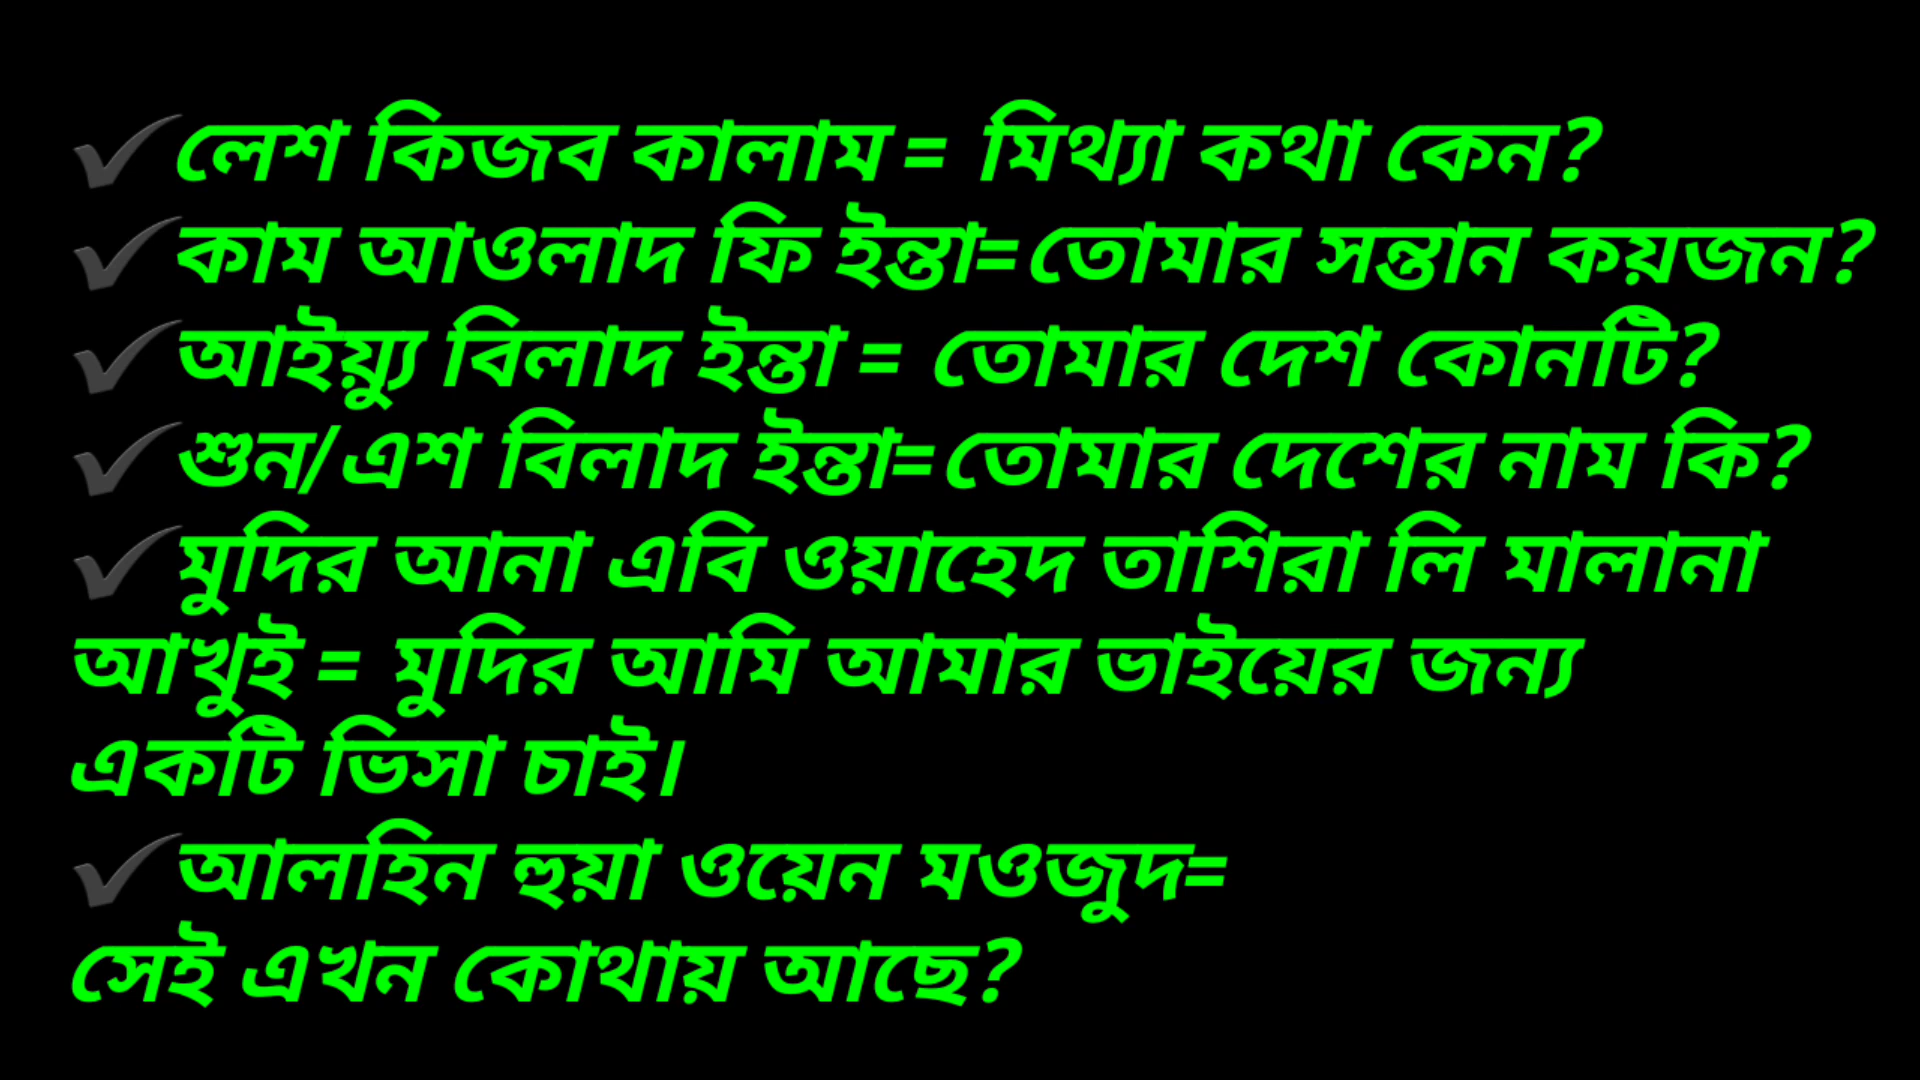 ✔লেশ কিজব কালাম = মিথ্যা কথা কেন?
✔কাম আওলাদ ফি ইন্তা=তোমার সন্তান কয়জন?
✔আইয়্যু বিলাদ ইন্তা = তোমার দেশ কোনটি?
✔শুন/এশ বিলাদ ইন্তা=তোমার দেশের নাম কি?
✔মুদির আনা এবি ওয়াহেদ তাশিরা লি মালানা
আখুই = মুদির আমি আমার ভাইয়ের জন্য
একটি ভিসা চাই।
✔আলহিন হুয়া ওয়েন মওজুদ=
সেই এখন কোথায় আছে?